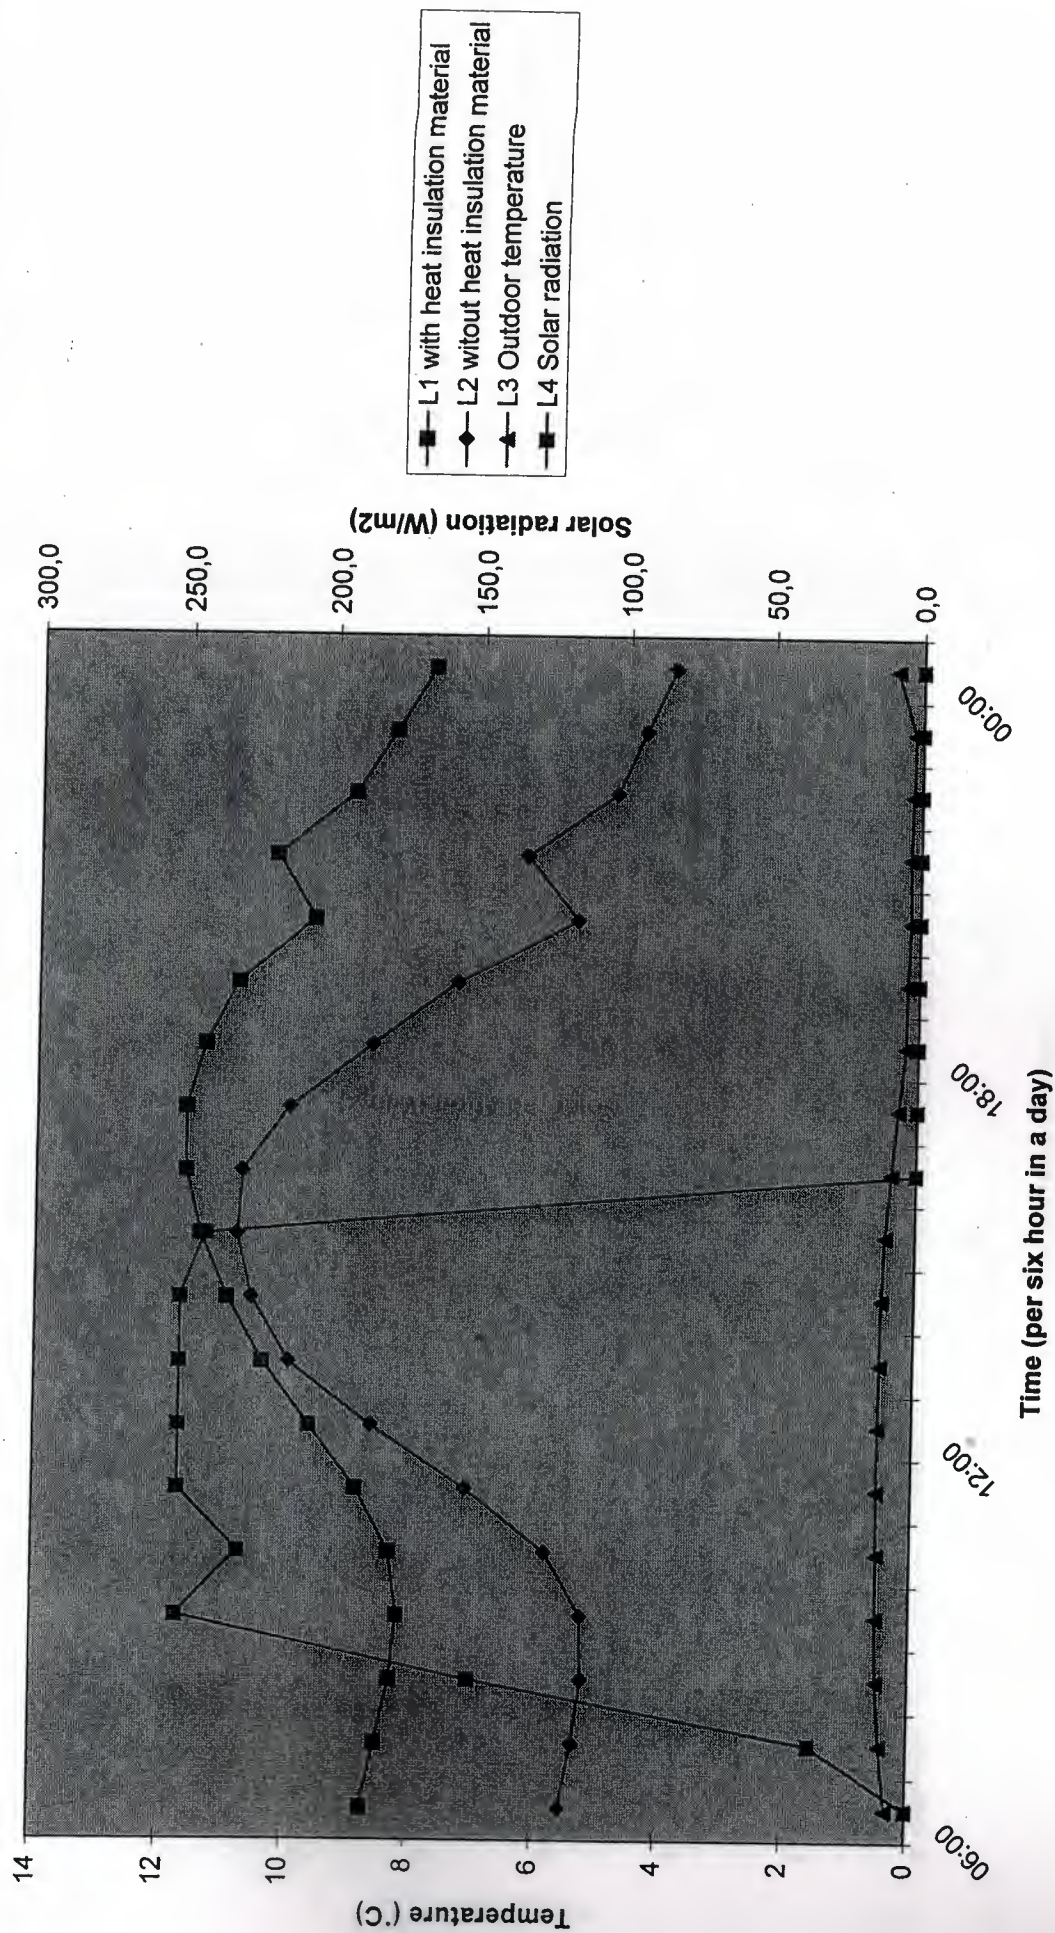 Temperature (°C)
14
12
10
8
6
4
2
0
06:00
12:00
18:00
00:00
Time (per six hour in a day)
300,0
250,0
200,0
150,0
100,0
50,0
0,0
Solar radiation (W/m2)
L1 with heat insulation material
L2 witout heat insulation material
L3 Outdoor temperature
L4 Solar radiation